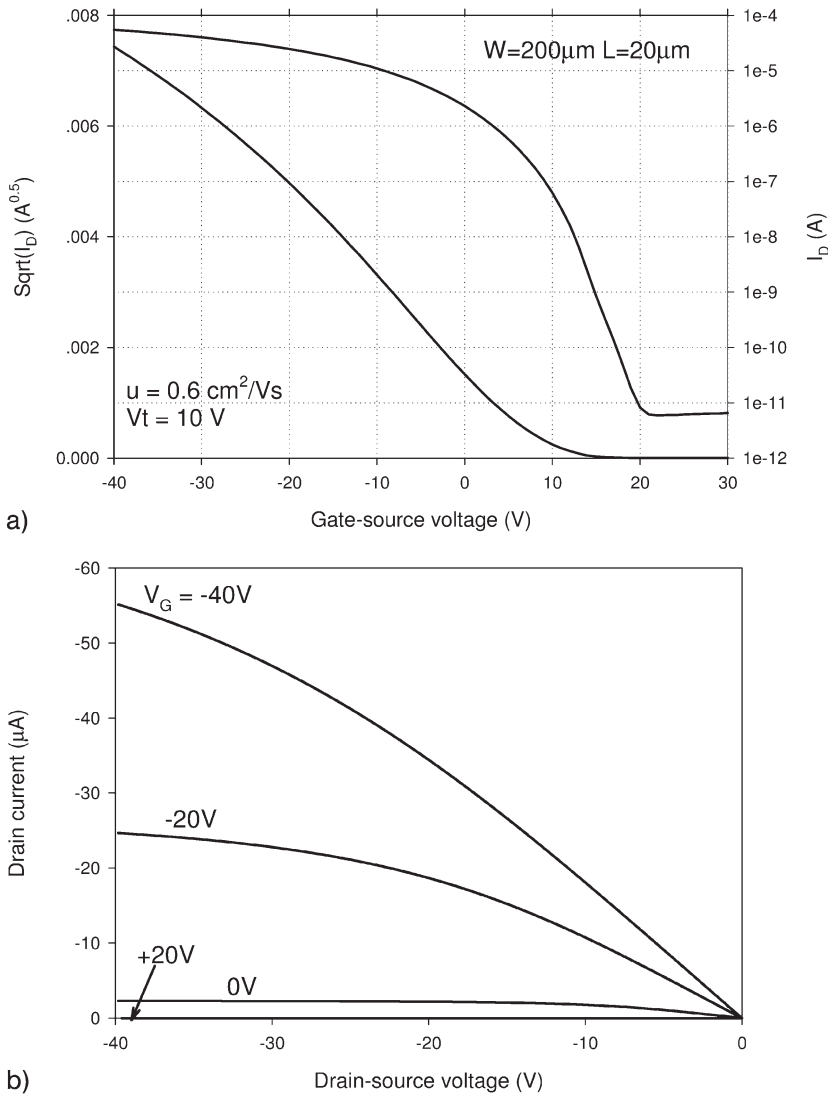 .008
.006
.004
.002
0.000
Sqrt(I_D) (A^0.5)
W=200μm L=20μm
u = 0.6 cm²/Vs
Vt = 10 V
1e-4
1e-5
1e-6
1e-7
1e-8
1e-9
1e-10
1e-11
1e-12
I_D (A)
-40 -30 -20 -10 0 10 20 30
Gate-source voltage (V)
a)
-60
-50
-40
-30
-20
-10
0
Drain current (μA)
V_G = -40V
-20V
+20V
0V
-40 -30 -20 -10 0
Drain-source voltage (V)
b)